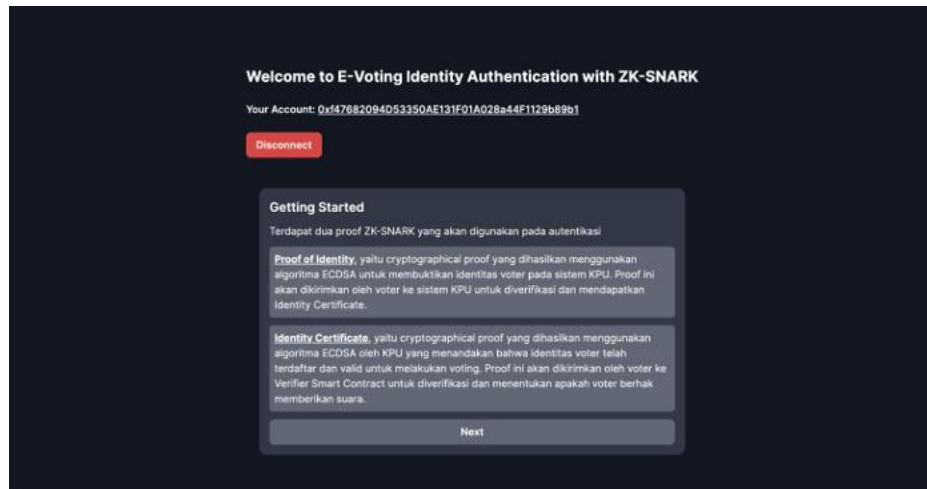 Welcome to E-Voting Identity Authentication with ZK-SNARK
Your Account: 0xf47682094D53350AE131F01A028a44F1129b89b1
Disconnect
Getting Started
Terdapat dua proof ZK-SNARK yang akan digunakan pada autentikasi
Proof of Identity, yaitu cryptographical proof yang dihasilkan menggunakan
algoritma ECDSA untuk membuktikan identitas voter pada sistem KPU. Proof ini
akan dikirimkan oleh voter ke sistem KPU untuk diverifikasi dan mendapatkan
Identity Certificate.
Identity Certificate, yaitu cryptographical proof yang dihasilkan menggunakan
algoritma ECDSA oleh KPU yang menandakan bahwa identitas voter telah
terdaftar dan valid untuk melakukan voting. Proof ini akan dikirimkan oleh voter ke
Verifier Smart Contract untuk diverifikasi dan menentukan apakah voter berhak
memberikan suara.
Next